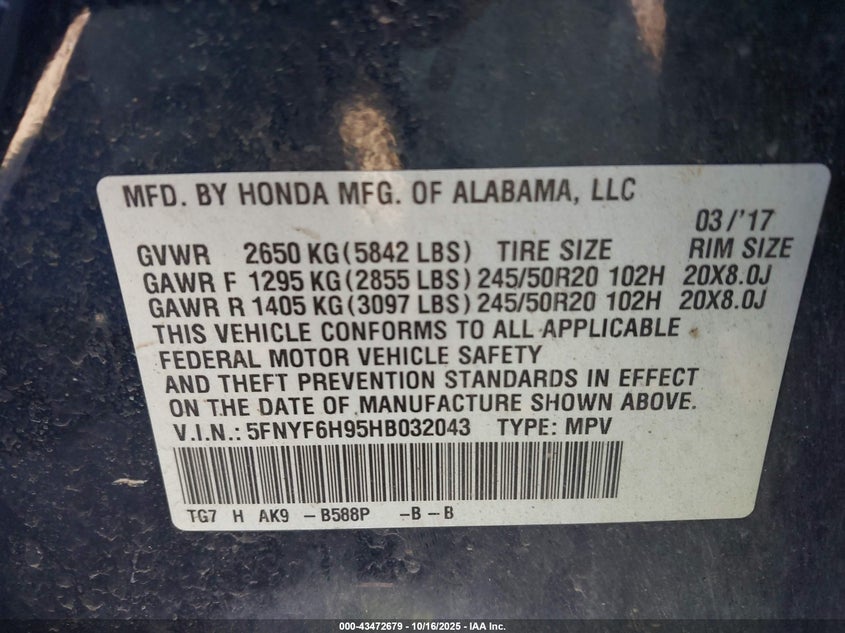 MFD. BY HONDA MFG. OF ALABAMA, LLC
03/'17
GVWR 2650 KG(5842 LBS) TIRE SIZE RIM SIZE
GAWR F 1295 KG(2855 LBS) 245/50R20 102H 20X8.0J
GAWR R 1405 KG(3097 LBS) 245/50R20 102H 20X8.0J
THIS VEHICLE CONFORMS TO ALL APPLICABLE
FEDERAL MOTOR VEHICLE SAFETY
AND THEFT PREVENTION STANDARDS IN EFFECT
ON THE DATE OF MANUFACTURE SHOWN ABOVE.
V.I.N.: 5FNYF6H95HB032043 TYPE: MPV
TG7 H AK9 -B588P -B-B
000-43472679 - 10/16/2025 - IAA Inc.